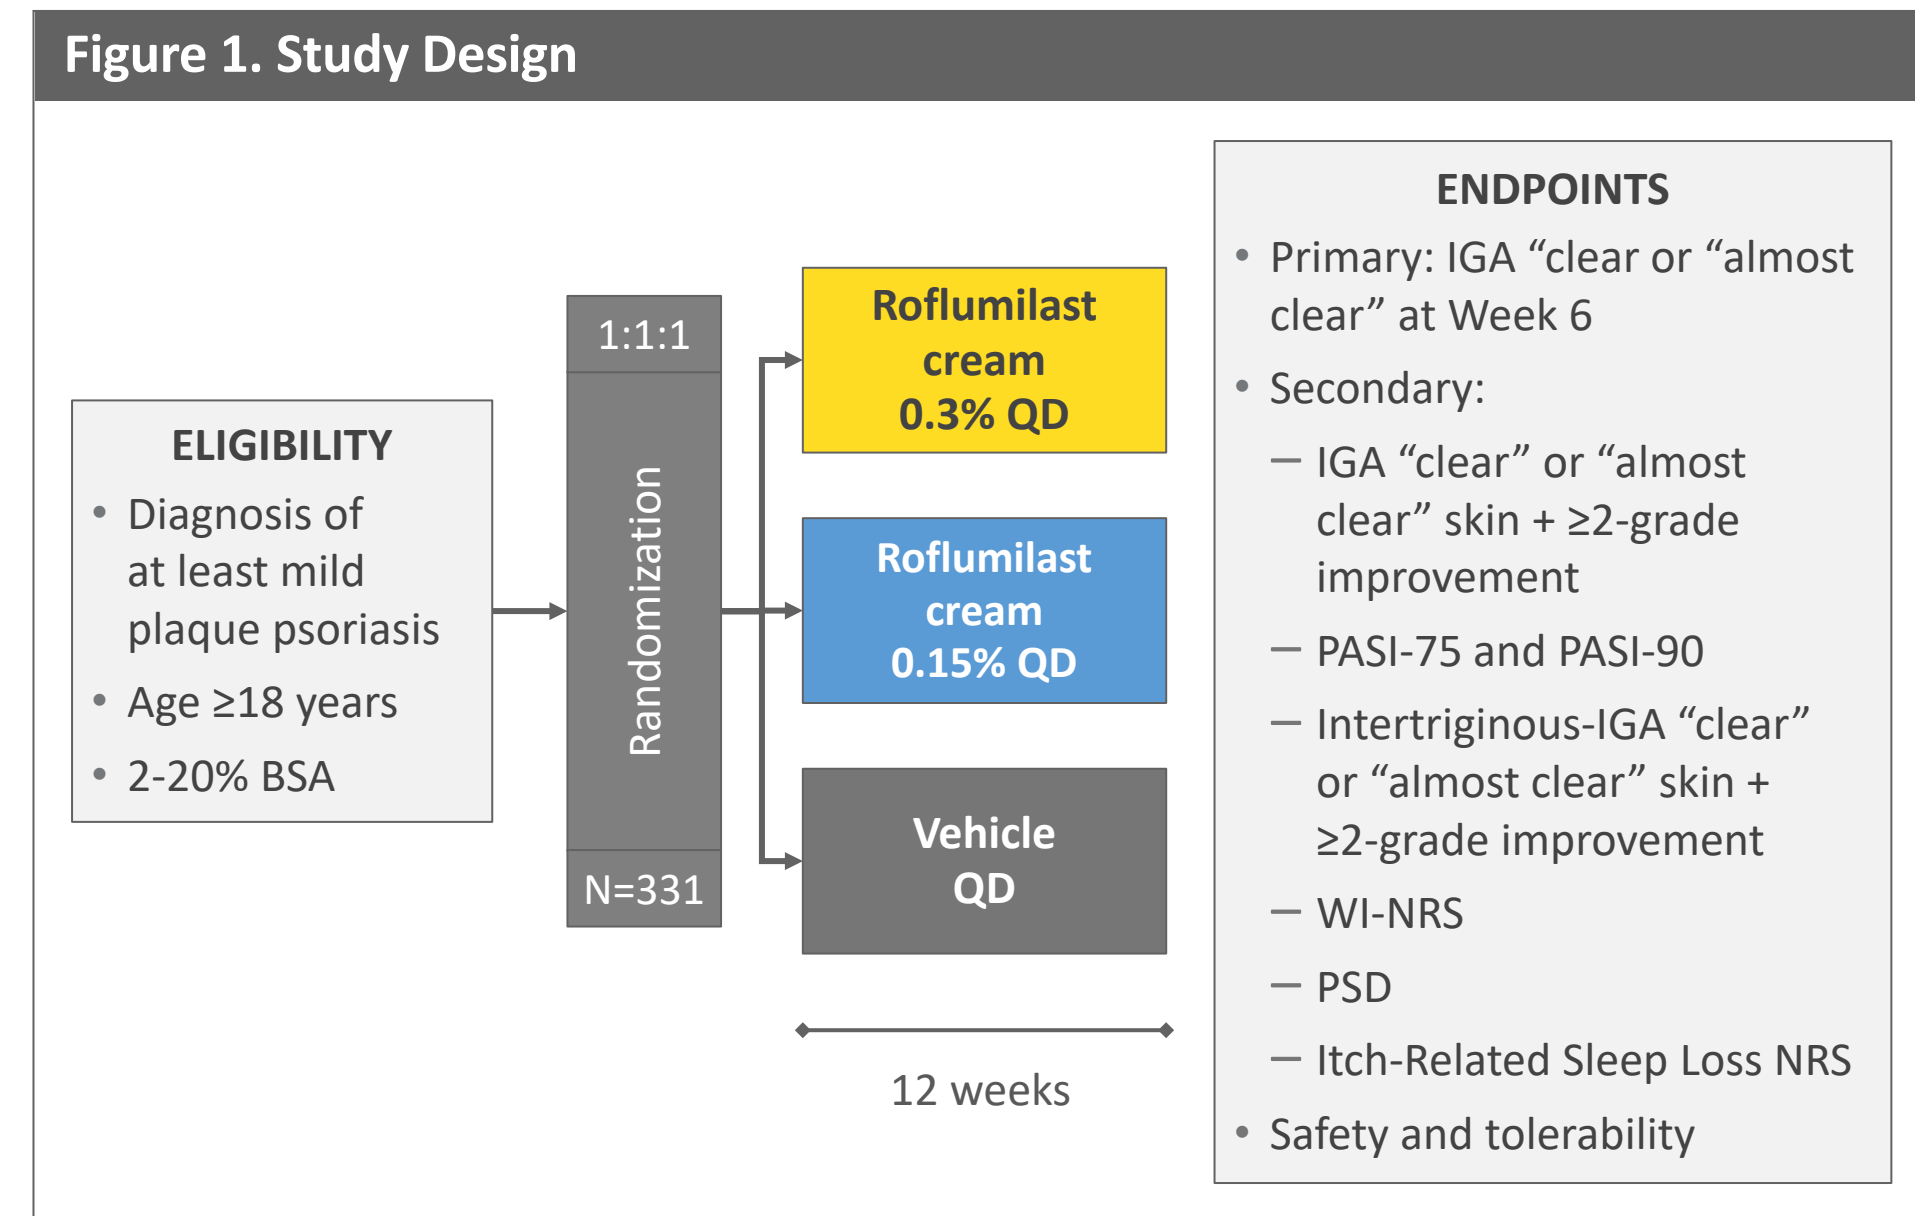 Figure 1. Study Design
ELIGIBILITY
• Diagnosis of
at least mild
plaque psoriasis
• Age ≥18 years
• 2-20% BSA
1:1:1
Randomization
N=331
Roflumilast
cream
0.3% QD
Roflumilast
cream
0.15% QD
Vehicle
QD
12 weeks
ENDPOINTS
• Primary: IGA “clear or “almost
clear” at Week 6
• Secondary:
– IGA “clear” or “almost
clear” skin + ≥2-grade
improvement
– PASI-75 and PASI-90
– Intertriginous-IGA “clear”
or “almost clear” skin +
≥2-grade improvement
– WI-NRS
– PSD
– Itch-Related Sleep Loss NRS
• Safety and tolerability